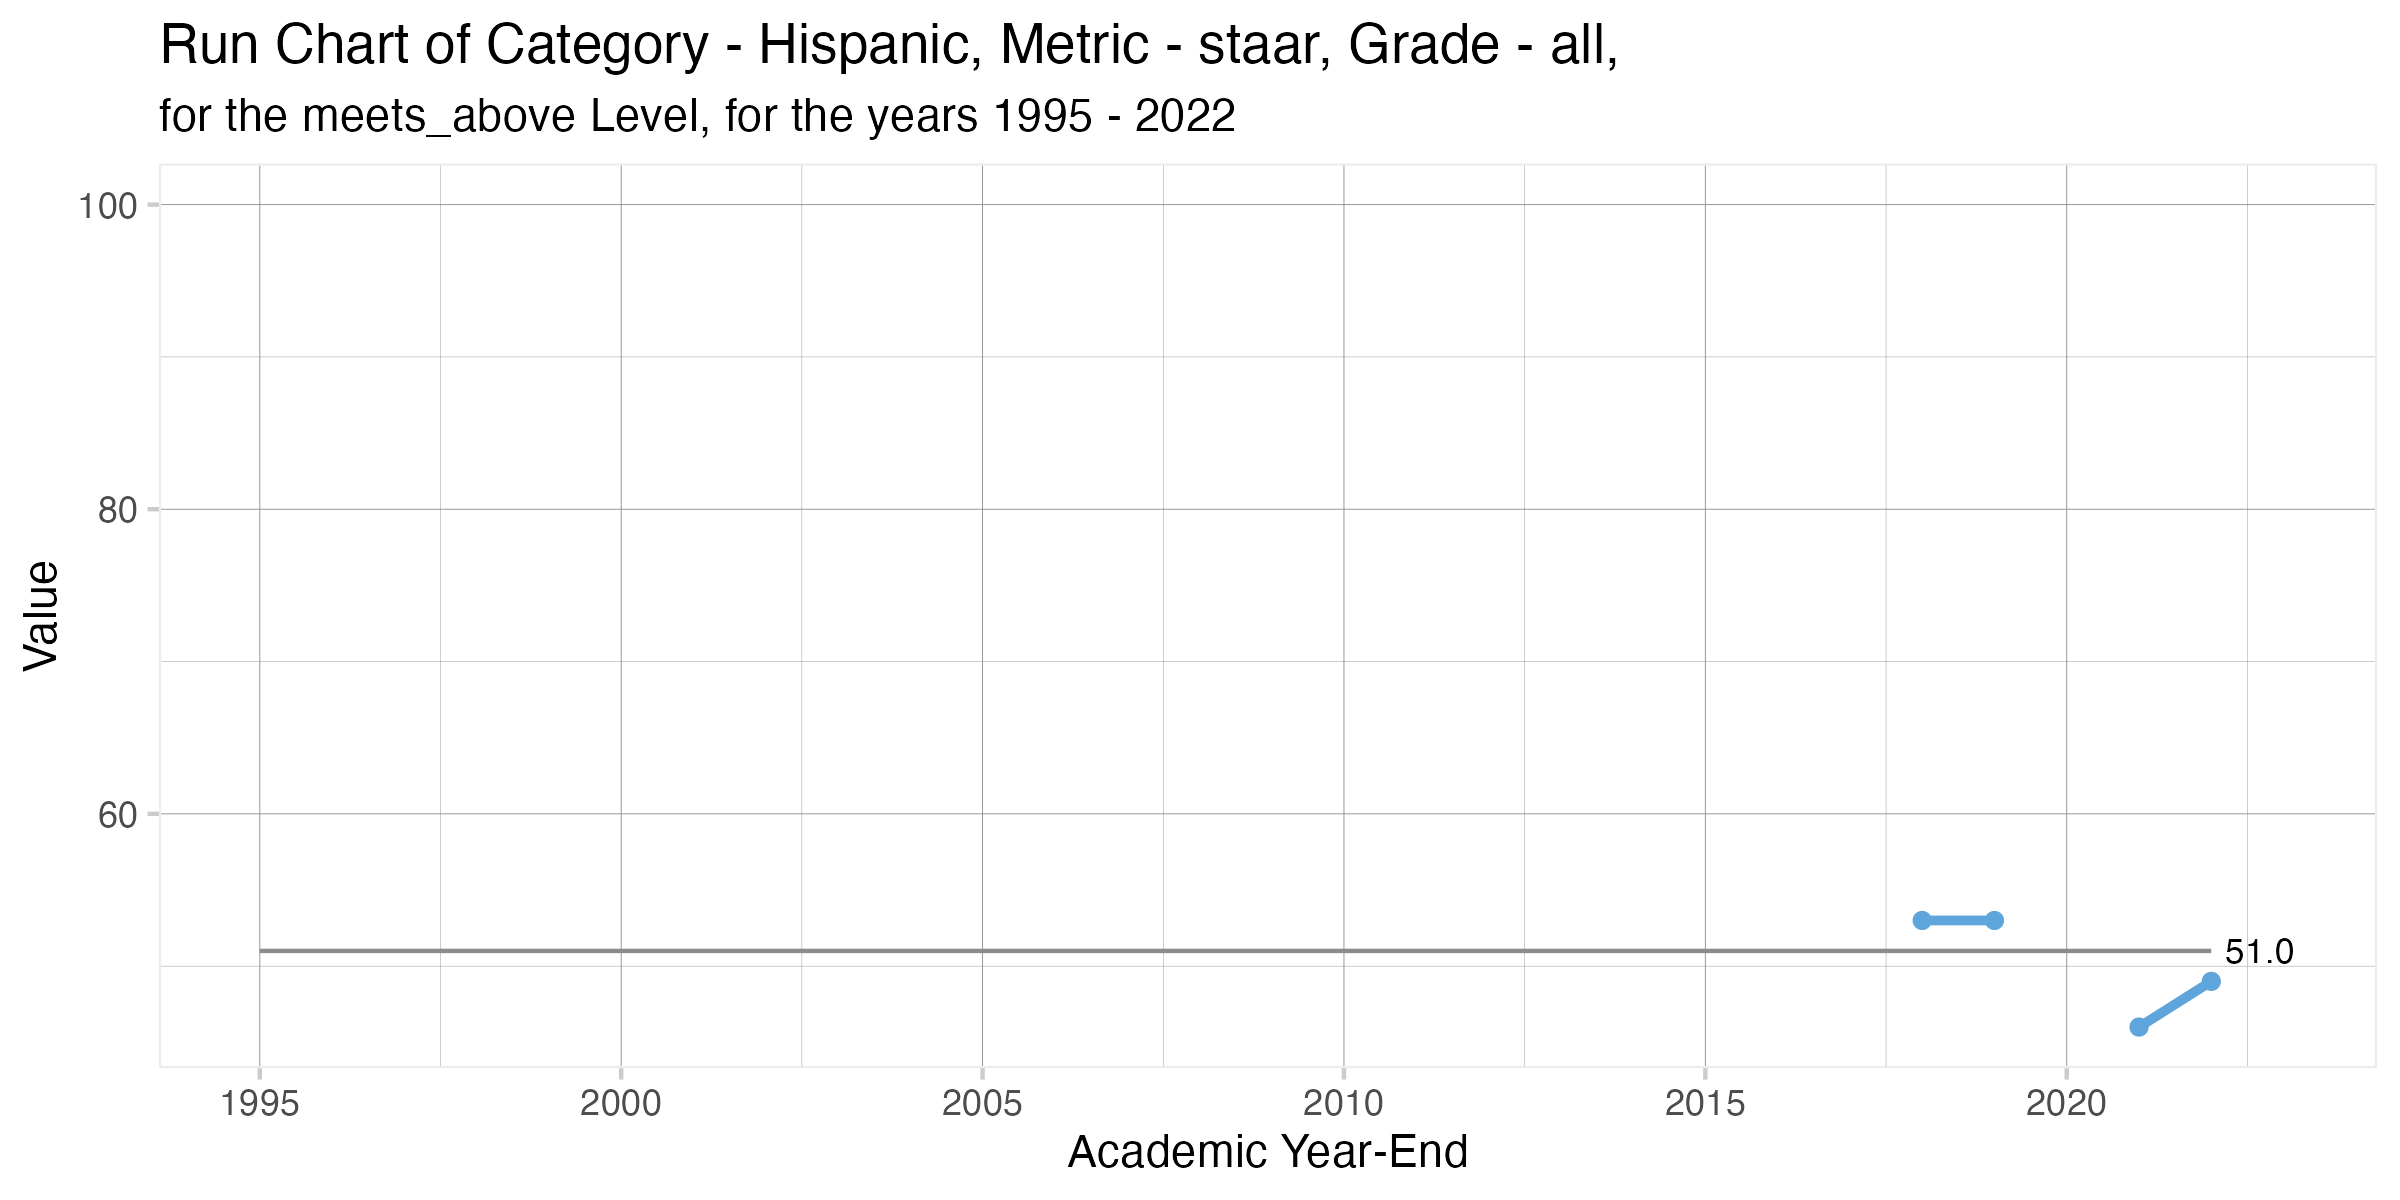 Run Chart of Category - Hispanic, Metric - staar, Grade - all,
for the meets_above Level, for the years 1995 - 2022
100
80
60
Value
51.0
1995 2000 2005 2010 2015 2020
Academic Year-End